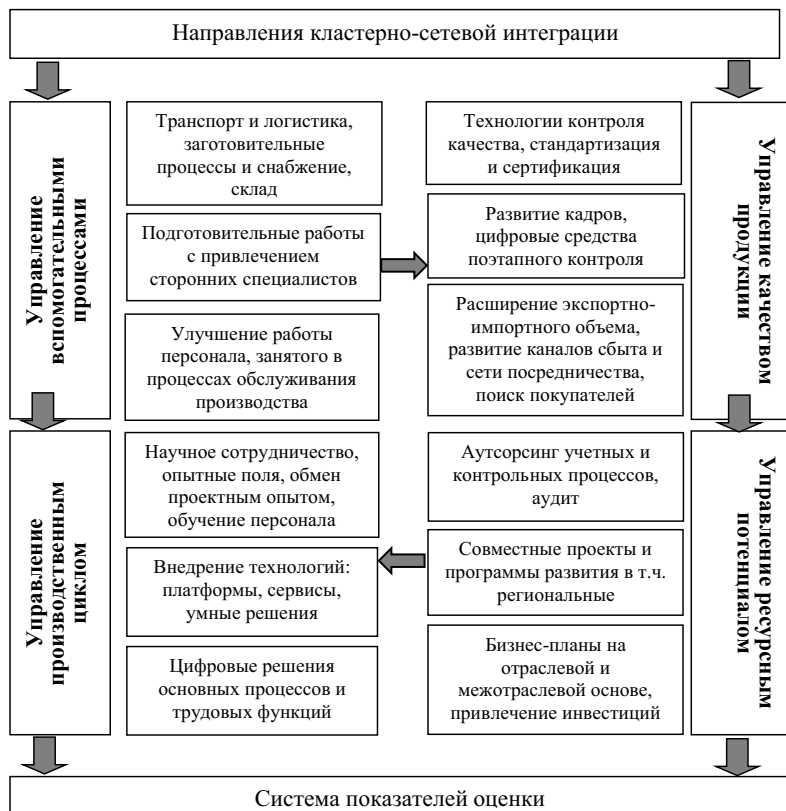 Направления кластерно-сетевой интеграции
Управление
вспомогательными
процессами
Транспорт и логистика,
заготовительные
процессы и снабжение,
склад
Подготовительные работы
с привлечением
сторонних специалистов
Улучшение работы
персонала, занятого в
процессах обслуживания
производства
Технологии контроля
качества, стандартизация
и сертификация
Развитие кадров,
цифровые средства
поэтапного контроля
Расширение экспортно-
импортного объема,
развитие каналов сбыта и
сети посредничества,
поиск покупателей
Управление качеством
продукции
Управление
производственным
циклом
Научное сотрудничество,
опытные поля, обмен
проектным опытом,
обучение персонала
Внедрение технологий:
платформы, сервисы,
умные решения
Цифровые решения
основных процессов и
трудовых функций
Аутсорсинг учетных и
контрольных процессов,
аудит
Совместные проекты и
программы развития в т.ч.
региональные
Бизнес-планы на
отраслевой и
межотраслевой основе,
привлечение инвестиций
Управление ресурсным
потенциалом
Система показателей оценки